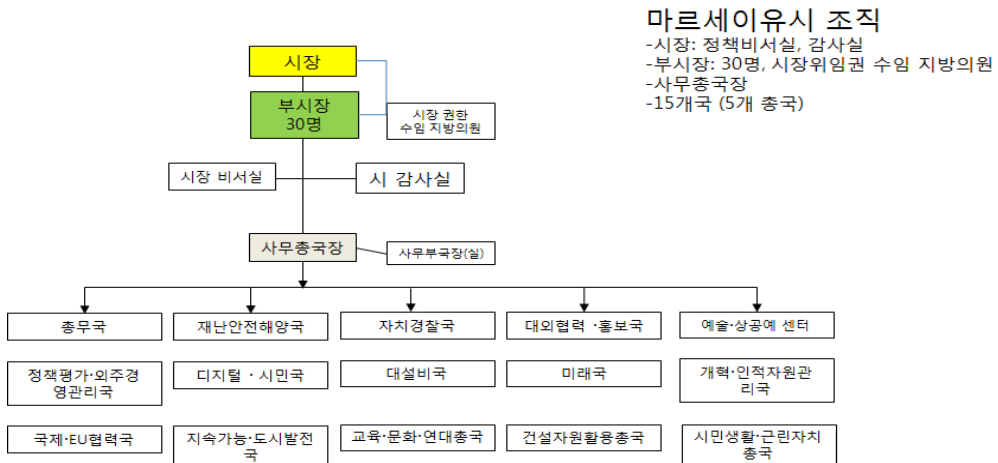 마르세이유시 조직
-시장: 정책비서실, 감사실
-부시장: 30명, 시장위임권 수임 지방의원
-사무총국장
-15개국 (5개 총국)
시장
부시장
30명
시장 권한
수임 지방의원
시장 비서실
시 감사실
사무총국장
사무부국장(실)
총무국
재난안전해양국
자치경찰국
대외협력 ·홍보국
예술·상공예 센터
정책평가·외주경
영관리국
디지털 · 시민국
대설비국
미래국
개혁·인적자원관
리국
국제·EU협력국
지속가능·도시발전
국
교육·문화·연대총국
건설자원활용총국
시민생활·근린자치
총국